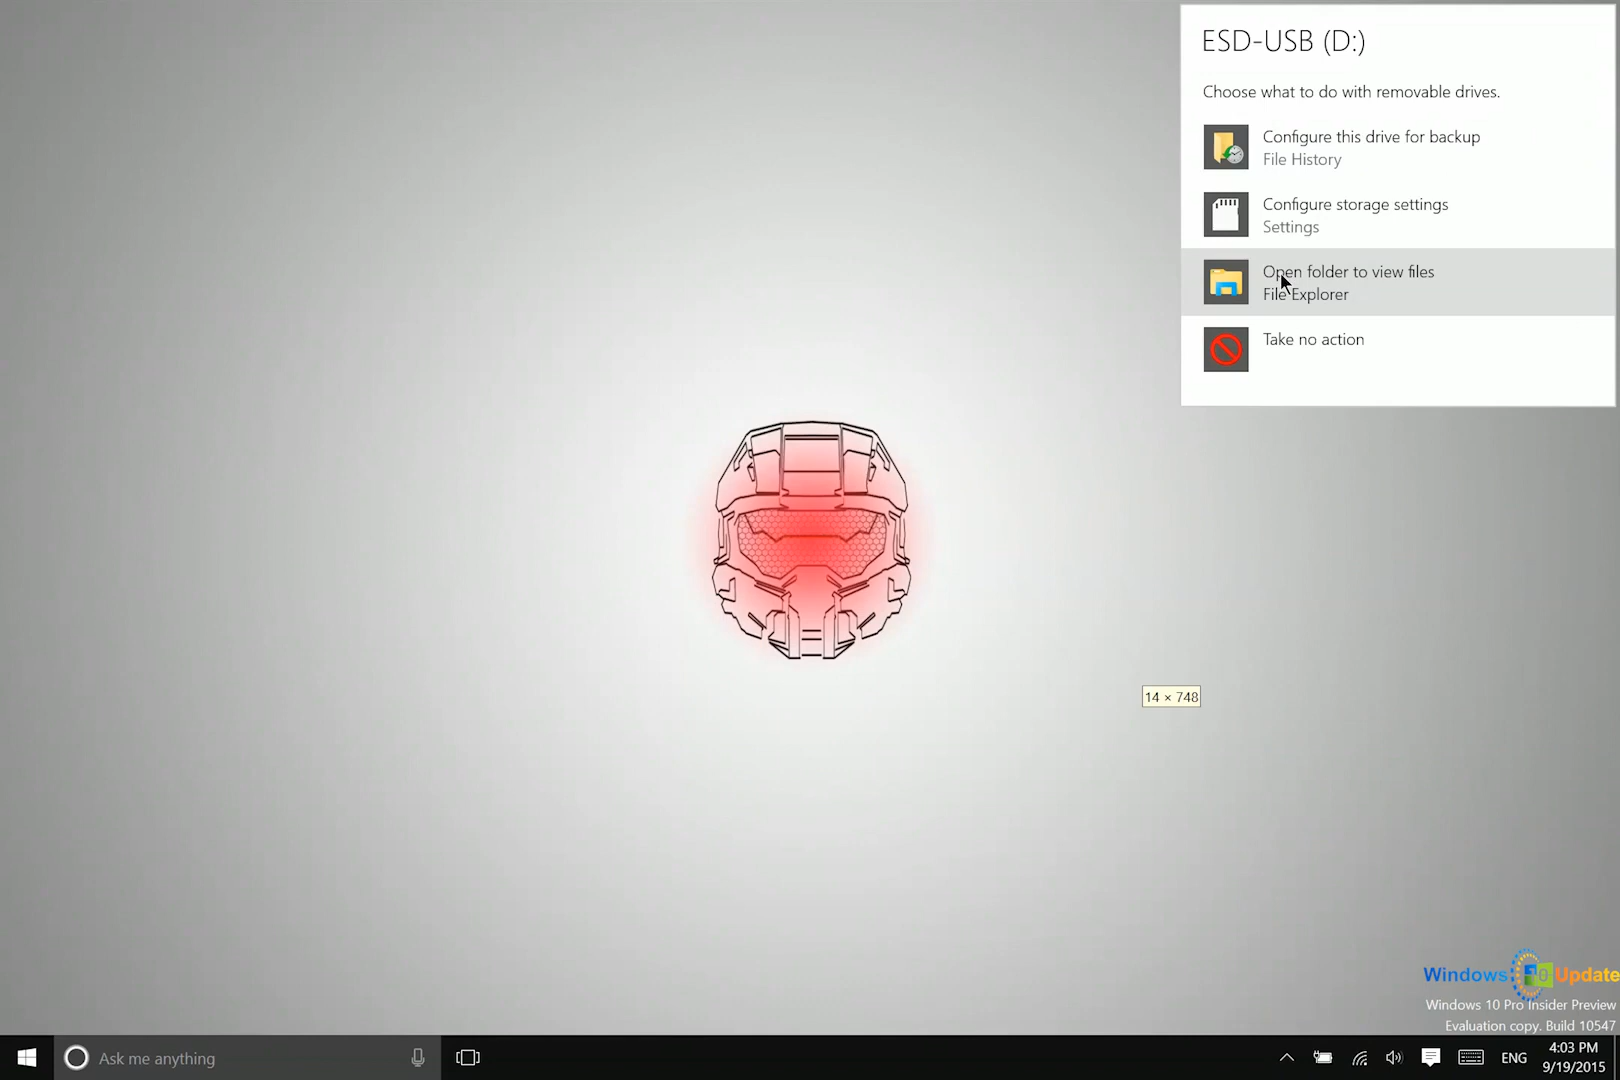 ESD-USB (D:)
Choose what to do with removable drives.
Configure this drive for backup
File History
Configure storage settings
Settings
Open folder to view files
File Explorer
Take no action
14 × 748
Windows 10 Update
Windows 10 Pro Insider Preview
Evaluation copy. Build 10547
Ask me anything
ENG
4:03 PM
9/19/2015